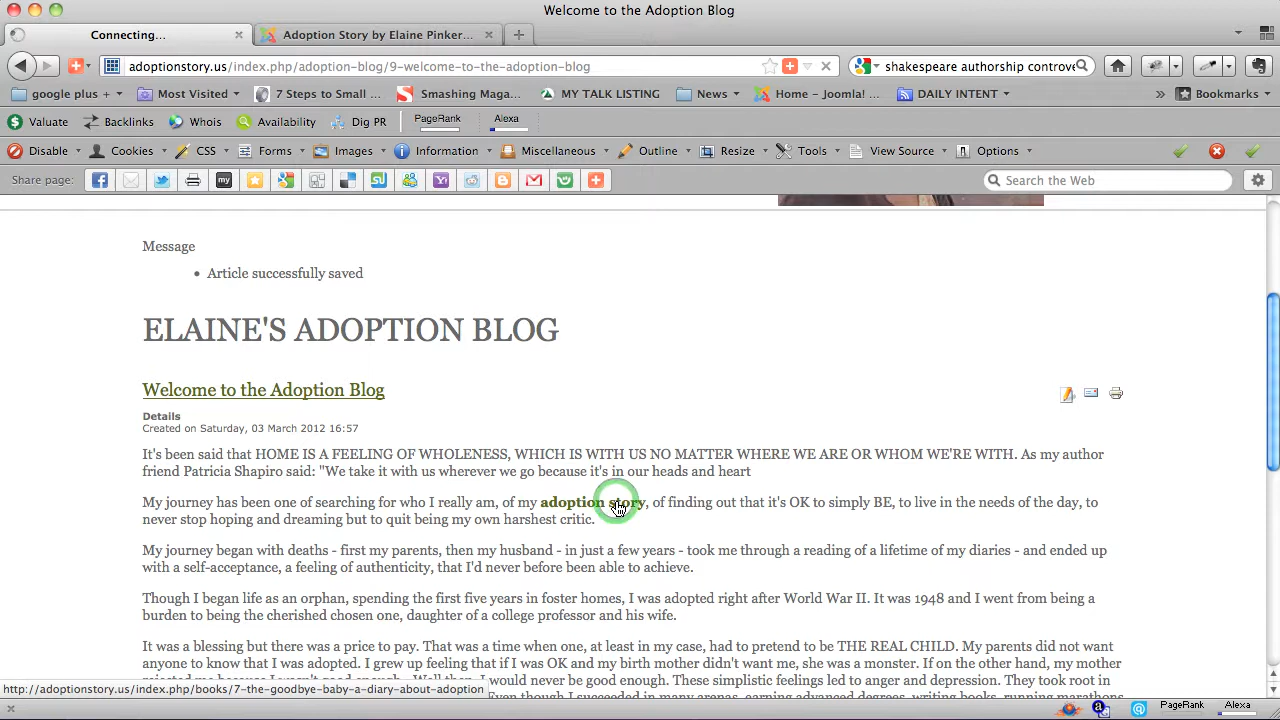 Welcome to the Adoption Blog
Connecting...
Adoption Story by Elaine Pinker...
adoptionstory.us/index.php/adoption-blog/9-welcome-to-the-adoption-blog
shakespeare authorship controve
google plus +
Most Visited
7 Steps to Small ...
Smashing Maga...
MY TALK LISTING
News
Home – Joomla! ...
DAILY INTENT
Bookmarks
Valuate
Backlinks
Whois
Availability
Dig PR
PageRank
Alexa
Disable
Cookies
CSS
Forms
Images
Information
Miscellaneous
Outline
Resize
Tools
View Source
Options
Share page:
my
Search the Web
Message
• Article successfully saved
ELAINE'S ADOPTION BLOG
Welcome to the Adoption Blog
Details
Created on Saturday, 03 March 2012 16:57
It's been said that HOME IS A FEELING OF WHOLENESS, WHICH IS WITH US NO MATTER WHERE WE ARE OR WHOM WE'RE WITH. As my author
friend Patricia Shapiro said: "We take it with us wherever we go because it's in our heads and heart
My journey has been one of searching for who I really am, of my adoption story, of finding out that it's OK to simply BE, to live in the needs of the day, to
never stop hoping and dreaming but to quit being my own harshest critic.
My journey began with deaths - first my parents, then my husband - in just a few years - took me through a reading of a lifetime of my diaries - and ended up
with a self-acceptance, a feeling of authenticity, that I'd never before been able to achieve.
Though I began life as an orphan, spending the first five years in foster homes, I was adopted right after World War II. It was 1948 and I went from being a
burden to being the cherished chosen one, daughter of a college professor and his wife.
It was a blessing but there was a price to pay. That was a time when one, at least in my case, had to pretend to be THE REAL CHILD. My parents did not want
anyone to know that I was adopted. I grew up feeling that if I was OK and my birth mother didn't want me, she was a monster. If on the other hand, my mother
never be good enough. These simplistic feelings led to anger and depression. They took root in
http://adoptionstory.us/index.php/books/7-the-goodbye-baby-a-diary-about-adoption
Even though I succeeded in many arenas, earning advanced degrees, writing books, running marathons
PageRank
Alexa